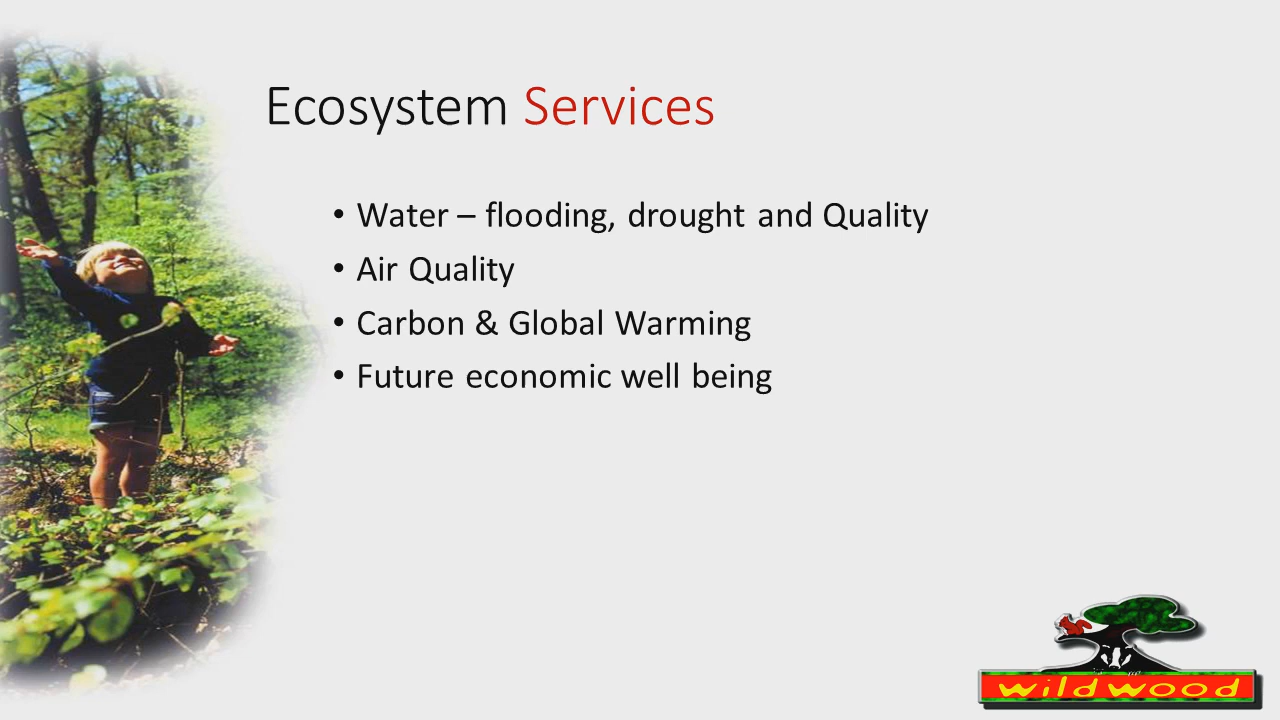 Ecosystem Services
• Water – flooding, drought and Quality
• Air Quality
• Carbon & Global Warming
• Future economic well being
wildwood